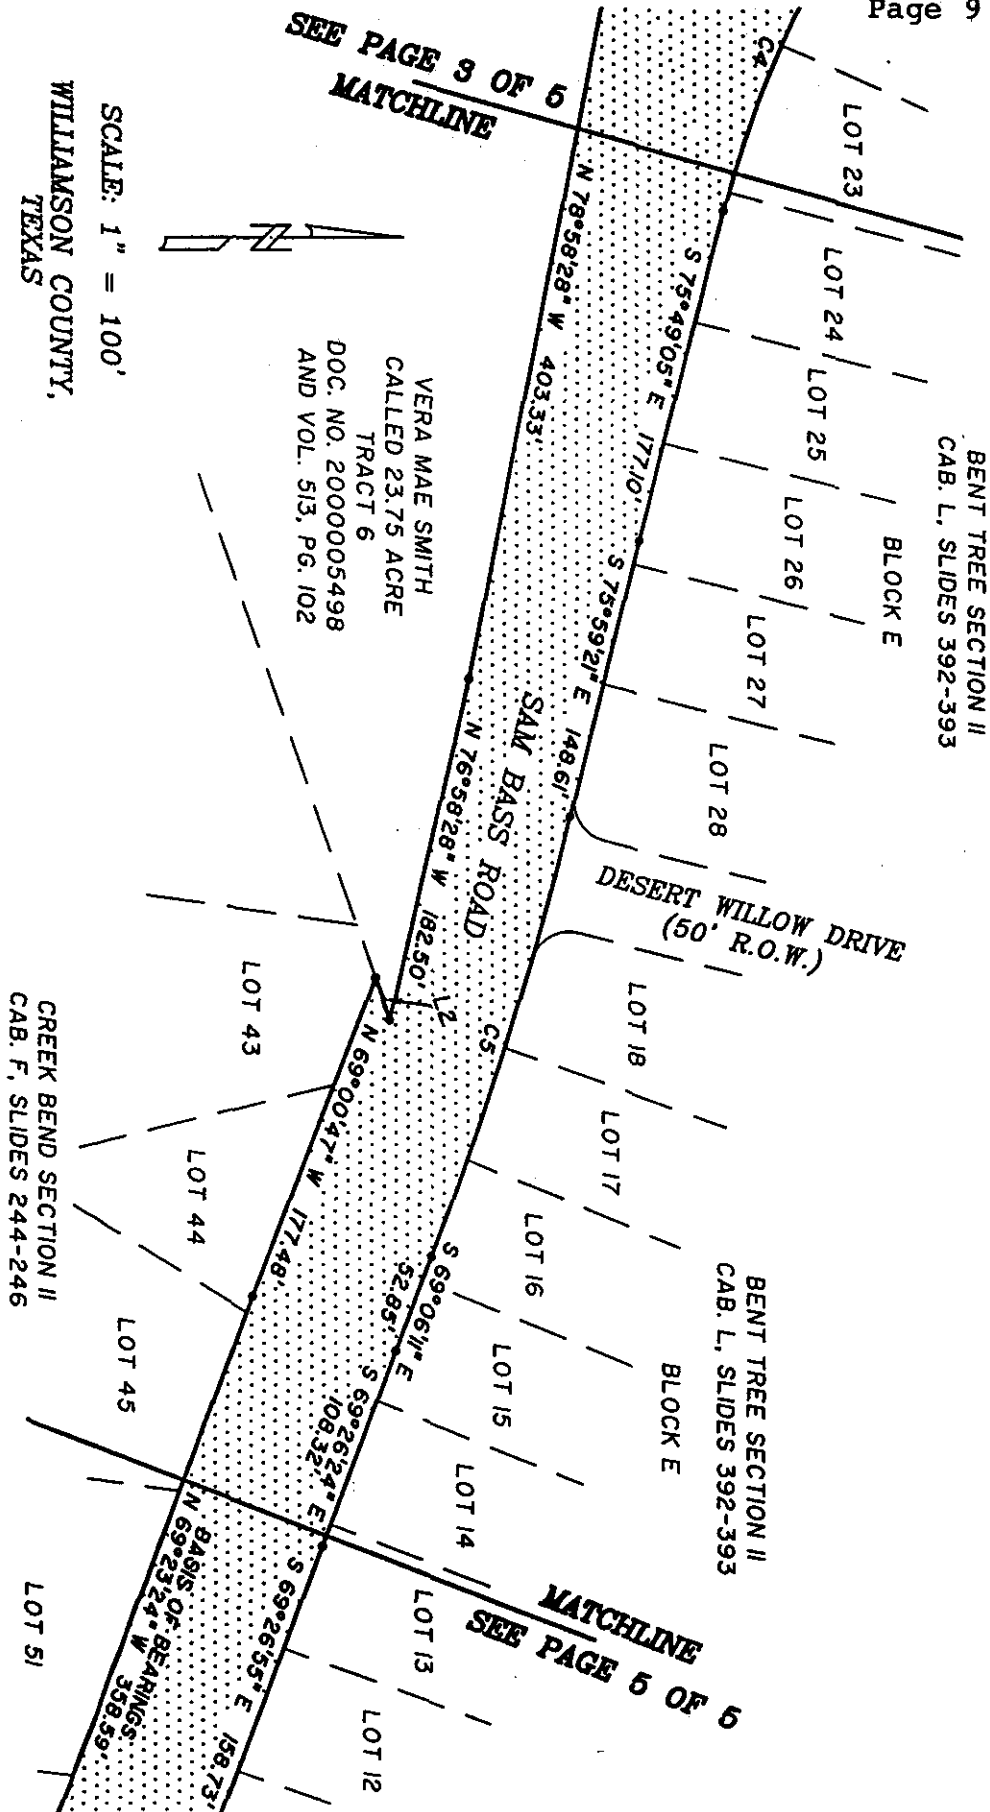 Page 9
SEE PAGE 3 OF 5
MATCHLINE
C4
LOT 23
LOT 24
LOT 25
LOT 26
LOT 27
LOT 28
BLOCK E
BENT TREE SECTION II
CAB. L, SLIDES 392-393
N 78°58'28" W 403.33'
S 75°49'05" E 177.10'
S 75°59'21" E 148.61'
SCALE: 1" = 100'
WILLIAMSON COUNTY,
TEXAS
N
VERA MAE SMITH
CALLED 23.75 ACRE
TRACT 6
DOC. NO. 2000005498
AND VOL. 513, PG. 102
SAM BASS ROAD
N 76°58'28" W 182.50'
L2
DESERT WILLOW DRIVE
(50' R.O.W.)
C5
LOT 18
LOT 17
LOT 16
LOT 15
LOT 14
LOT 13
LOT 12
BLOCK E
BENT TREE SECTION II
CAB. L, SLIDES 392-393
LOT 43
LOT 44
LOT 45
LOT 51
CREEK BEND SECTION II
CAB. F, SLIDES 244-246
N 69°00'47" W 177.48'
S 69°06'11" E
52.85'
S 69°26'24" E
108.32'
S 69°26'55" E 158.73'
BASIS OF BEARINGS
N 69°23'24" W 358.59'
MATCHLINE
SEE PAGE 5 OF 5